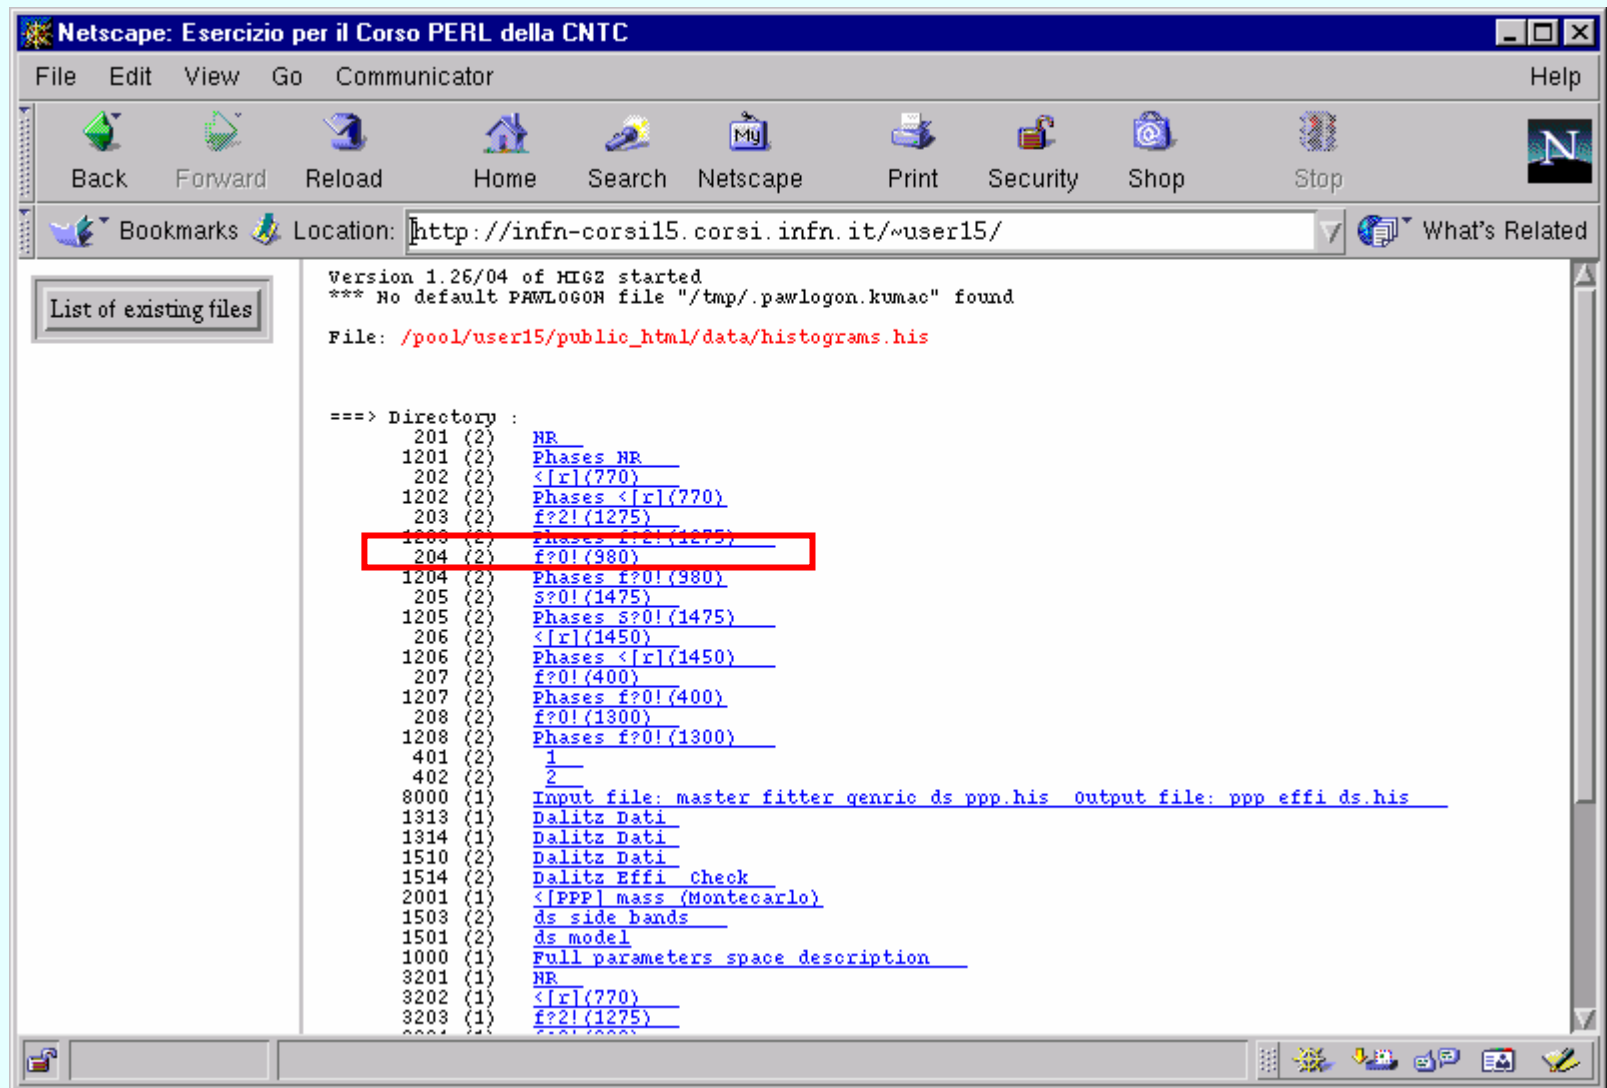 Netscape: Esercizio per il Corso PERL della CNTC
File Edit View Go Communicator Help
My
N
Back Forward Reload Home Search Netscape Print Security Shop Stop
Bookmarks Location: http://infn-corsi15.corsi.infn.it/~user15/ What's Related
List of existing files
Version 1.26/04 of HIGZ started
*** No default PAWLOGON file "/tmp/.pawlogon.kumac" found
File: /pool/user15/public_html/data/histograms.his
===> Directory :
201 (2) NR
1201 (2) Phases NR
202 (2) <[r](770)
1202 (2) Phases <[r](770)
203 (2) f?2!(1275)
1203 (2) Phases f?2!(1275)
204 (2) f?0!(980)
1204 (2) Phases f?0!(980)
205 (2) S?0!(1475)
1205 (2) Phases S?0!(1475)
206 (2) <[r](1450)
1206 (2) Phases <[r](1450)
207 (2) f?0!(400)
1207 (2) Phases f?0!(400)
208 (2) f?0!(1300)
1208 (2) Phases f?0!(1300)
401 (2) 1
402 (2) 2
8000 (1) Input file: master fitter qenric ds ppp.his Output file: ppp effi ds.his
1313 (1) Dalitz Dati
1314 (1) Dalitz Dati
1510 (2) Dalitz Dati
1514 (2) Dalitz Effi Check
2001 (1) <[PPP] mass (Montecarlo)
1503 (2) ds side bands
1501 (2) ds model
1000 (1) Full parameters space description
3201 (1) NR
3202 (1) <[r](770)
3203 (1) f?2!(1275)